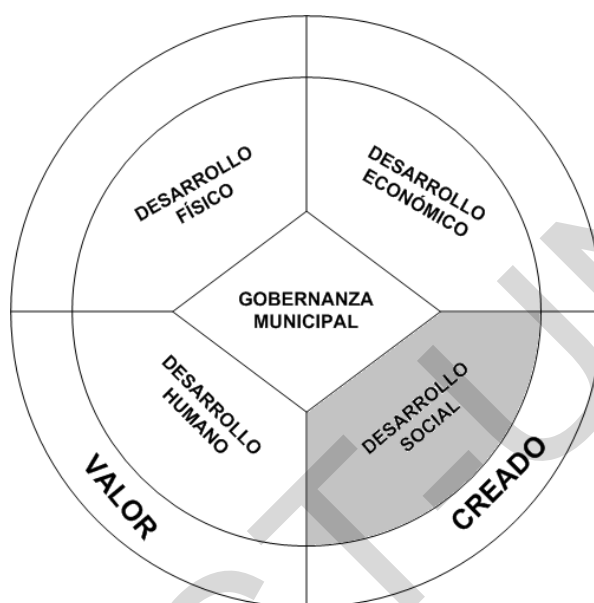 DESARROLLO
FÍSICO
DESARROLLO
ECONÓMICO
GOBERNANZA
MUNICIPAL
DESARROLLO
HUMANO
DESARROLLO
SOCIAL
VALOR
CREADO